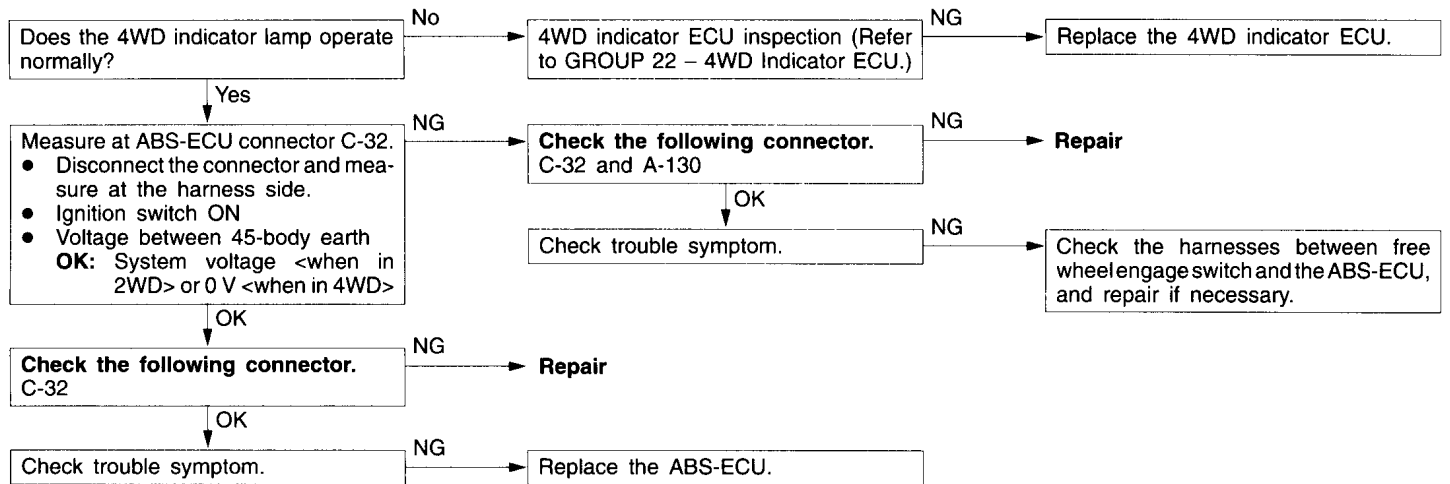 No
NG
Does the 4WD indicator lamp operate
normally?
4WD indicator ECU inspection (Refer
to GROUP 22 – 4WD Indicator ECU.)
Replace the 4WD indicator ECU.
Yes
Measure at ABS-ECU connector C-32.
● Disconnect the connector and mea-
sure at the harness side.
● Ignition switch ON
● Voltage between 45-body earth
OK: System voltage <when in
2WD> or 0 V <when in 4WD>
NG
Check the following connector.
C-32 and A-130
NG
Repair
OK
Check trouble symptom.
NG
Check the harnesses between free
wheel engage switch and the ABS-ECU,
and repair if necessary.
OK
Check the following connector.
C-32
NG
Repair
OK
Check trouble symptom.
NG
Replace the ABS-ECU.